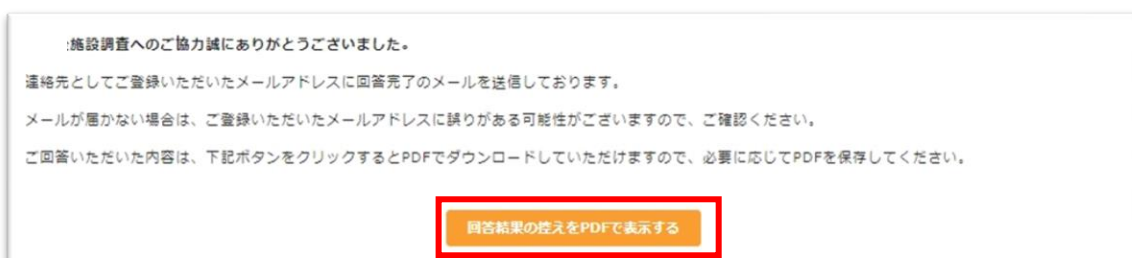 施設調査へのご協力誠にありがとうございました。
連絡先としてご登録いただいたメールアドレスに回答完了のメールを送信しております。
メールが届かない場合は、ご登録いただいたメールアドレスに誤りがある可能性がございますので、ご確認ください。
ご回答いただいた内容は、下記ボタンをクリックするとPDFでダウンロードしていただけますので、必要に応じてPDFを保存してください。
回答結果の控えをPDFで表示する